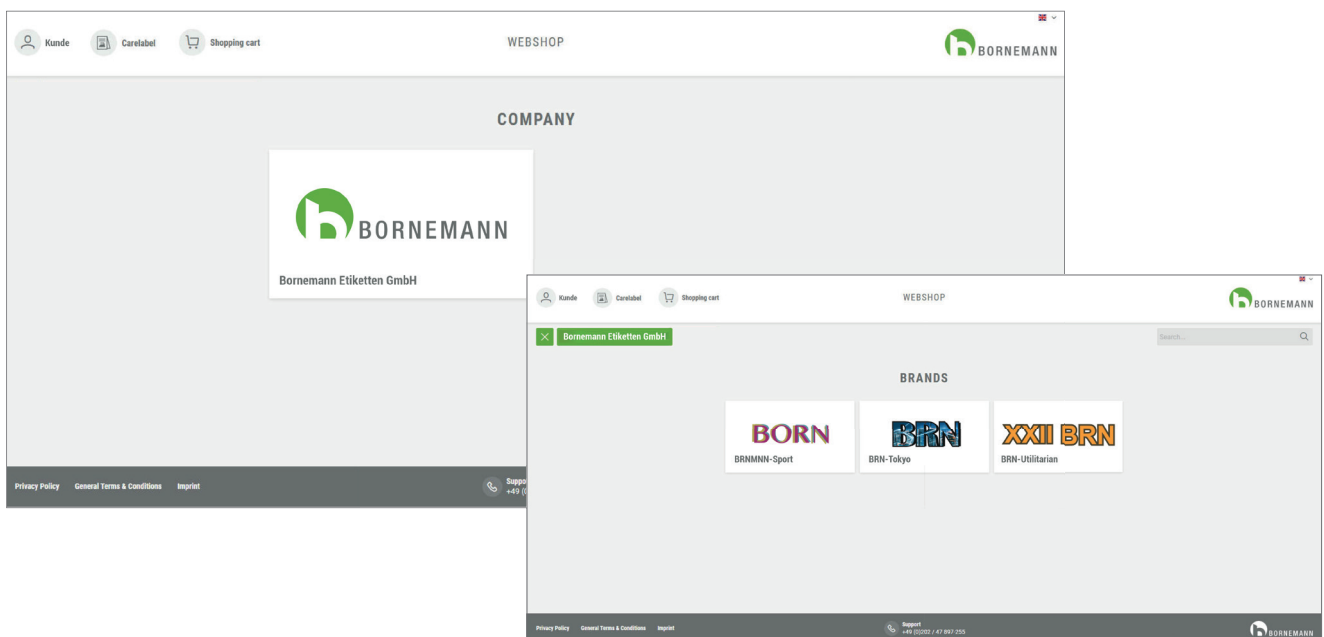 Kunde
Carelabel
Shopping cart
WEBSHOP
BORNEMANN
COMPANY
BORNEMANN
Bornemann Etiketten GmbH
Privacy Policy
General Terms & Conditions
Imprint
Kunde
Carelabel
Shopping cart
WEBSHOP
BORNEMANN
Bornemann Etiketten GmbH
Search...
BRANDS
BORN
BRNMNN-Sport
BRN
BRN-Tokyo
XXII BRN
BRN-Utilitarian
Privacy Policy
General Terms & Conditions
Imprint
Support
+49 (0)202 / 47 897-255
BORNEMANN